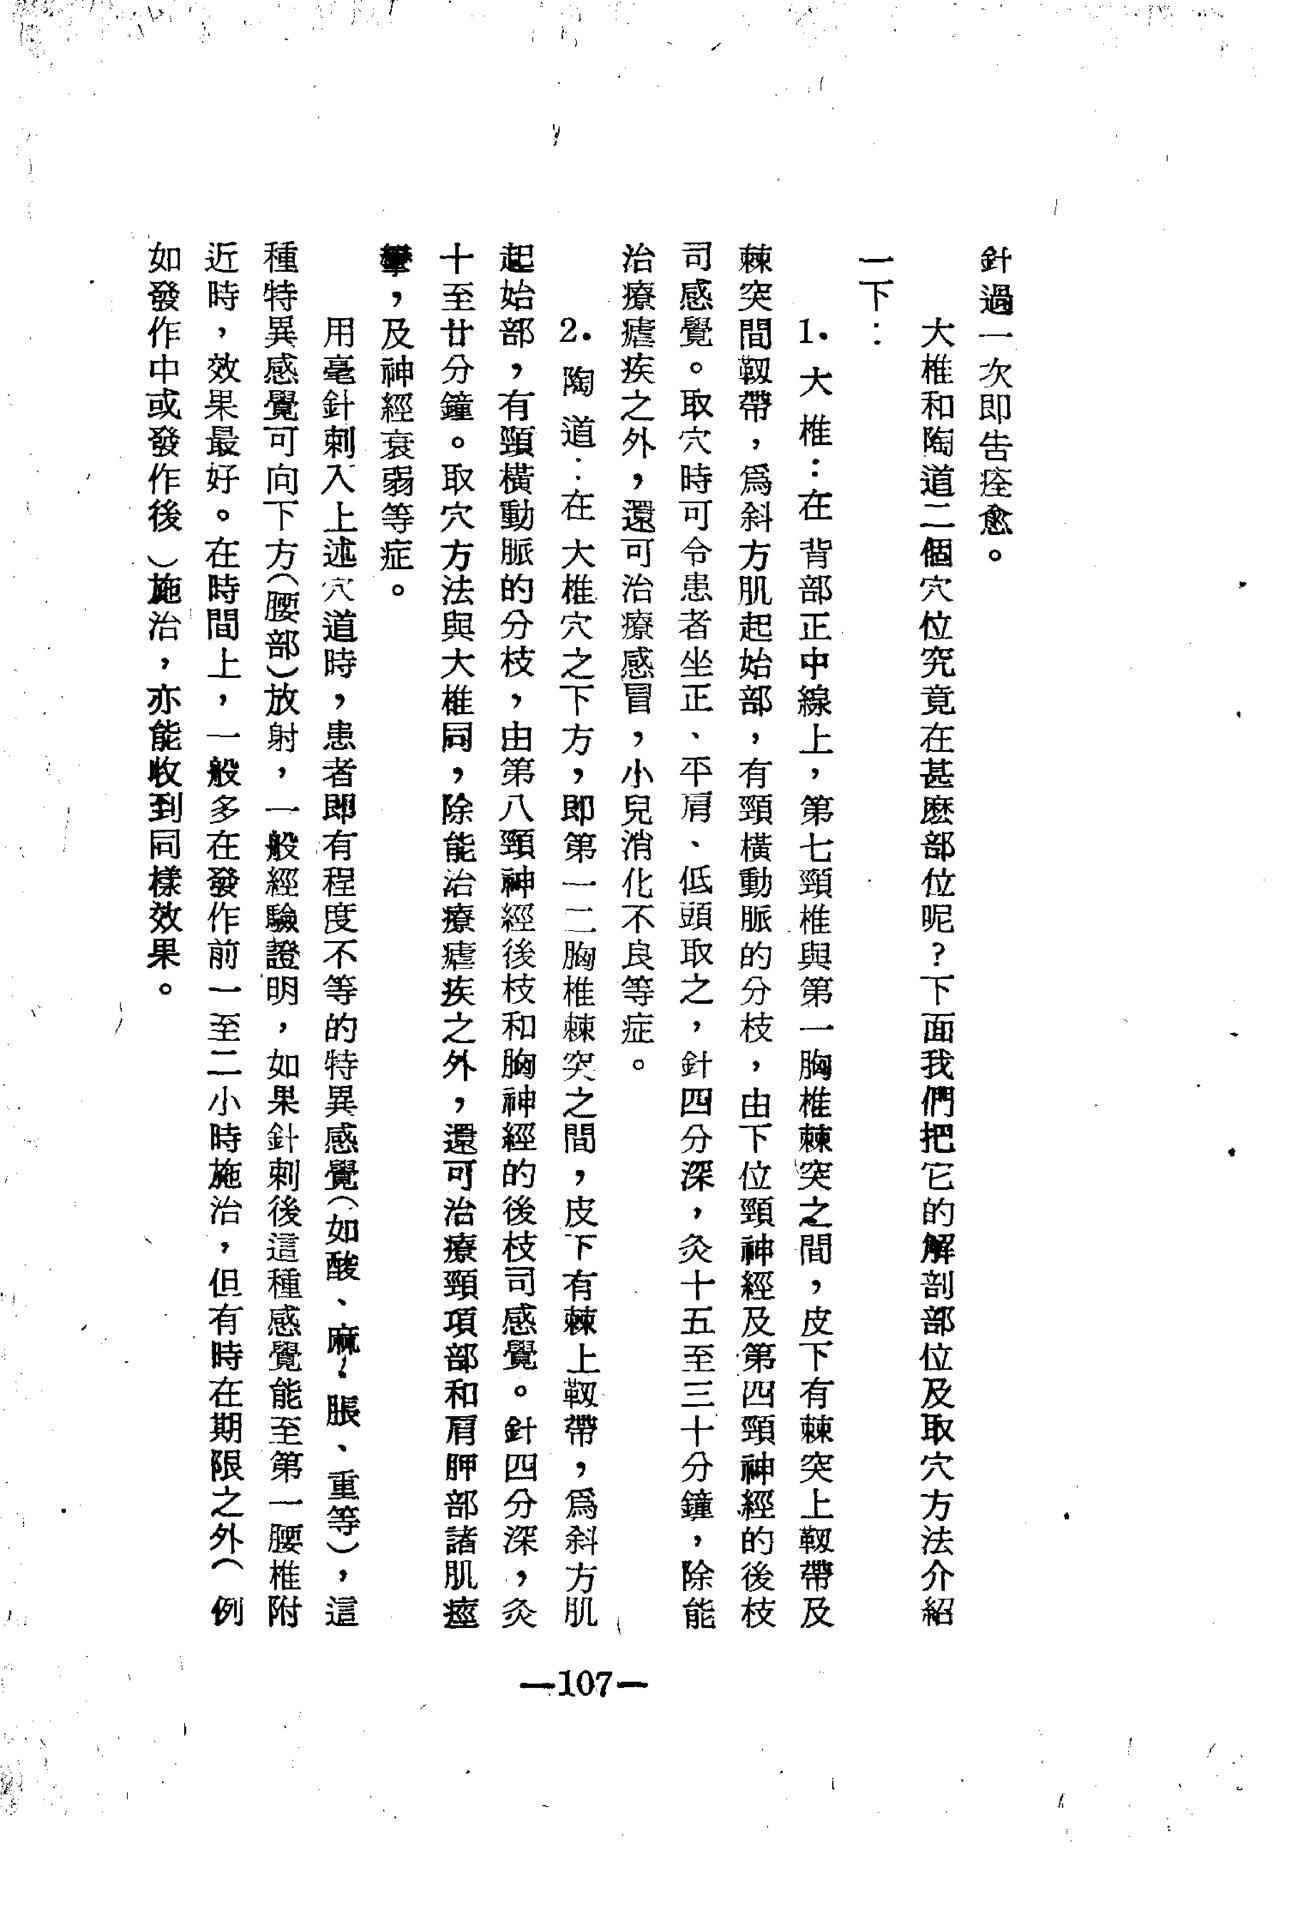 針過一次即告痊愈。
大椎和陶道二個穴位究竟在甚麽部位呢?下面我們把它的解剖部位及取穴方法介紹
一下:
1.大椎:在背部正中線上,第七頸椎與第一胸椎棘突之間,皮下有棘突上靱帶及
棘突間靱帶,爲斜方肌起始部,有頸橫動脈的分枝,由下位頸神經及第四頸神經的後枝
司感覺。取穴時可令患者坐正、平肩、低頭取之,針四分深,灸十五至三十分鐘,除能
治療瘧疾之外,還可治療感冒,小兒消化不良等症。
2.陶道:在大椎穴之下方,即第一二胸椎棘突之間,皮下有棘上靱帶,爲斜方肌
起始部,有頸橫動脈的分枝,由第八頸神經後枝和胸神經的後枝司感覺。針四分深,灸
十至廿分鐘。取穴方法與大椎同,除能治療瘧疾之外,還可治療頸項部和肩胛部諸肌痙
攣,及神經衰弱等症。
用毫針刺入上述穴道時,患者即有程度不等的特異感覺(如酸、麻、脹、重等),這
種特異感覺可向下方(腰部)放射,一般經驗證明,如果針刺後這種感覺能至第一腰椎附
近時,效果最好。在時間上,一般多在發作前一至二小時施治,但有時在期限之外(例
如發作中或發作後)施治,亦能收到同樣效果。
—107—